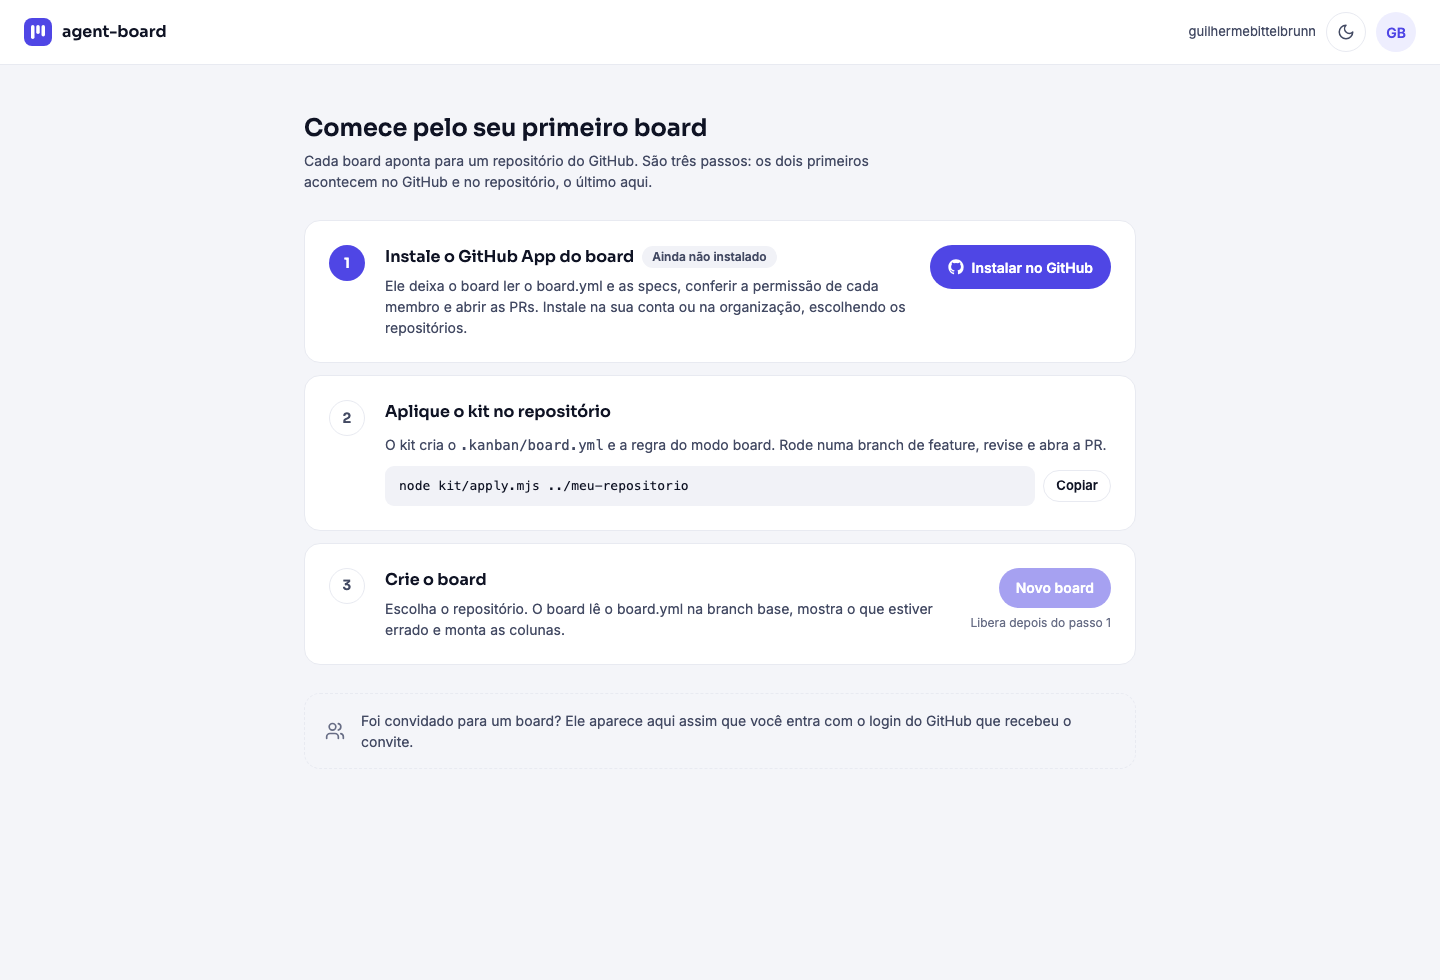 agent-board
guilhermebittelbrunn
GB
Comece pelo seu primeiro board
Cada board aponta para um repositório do GitHub. São três passos: os dois primeiros
acontecem no GitHub e no repositório, o último aqui.
1
Instale o GitHub App do board
Ainda não instalado
Ele deixa o board ler o board.yml e as specs, conferir a permissão de cada
membro e abrir as PRs. Instale na sua conta ou na organização, escolhendo os
repositórios.
Instalar no GitHub
2
Aplique o kit no repositório
O kit cria o .kanban/board.yml e a regra do modo board. Rode numa branch de feature, revise e abra a PR.
node kit/apply.mjs ../meu-repositorio
Copiar
3
Crie o board
Escolha o repositório. O board lê o board.yml na branch base, mostra o que estiver
errado e monta as colunas.
Novo board
Libera depois do passo 1
Foi convidado para um board? Ele aparece aqui assim que você entra com o login do GitHub que recebeu o
convite.